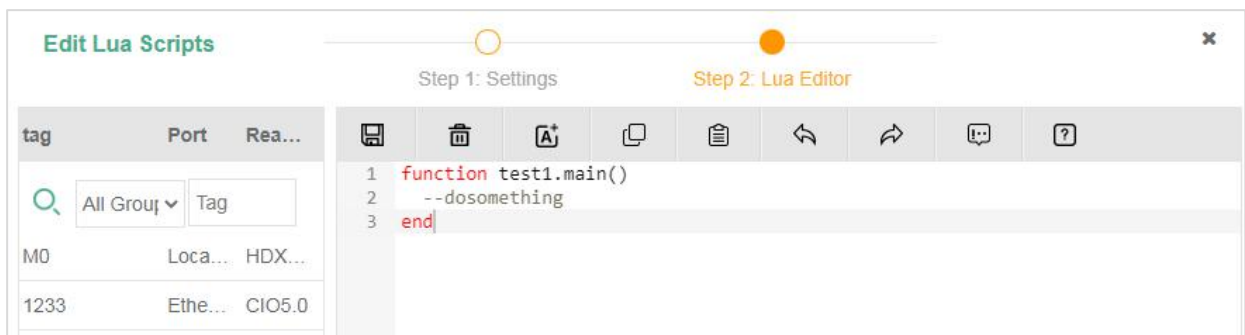 Edit Lua Scripts
Step 1: Settings
Step 2: Lua Editor
tag Port Rea...
All Group Tag
M0 Loca... HDX...
1233 Ethe... CIO5.0
1 function test1.main()
2 --dosomething
3 end